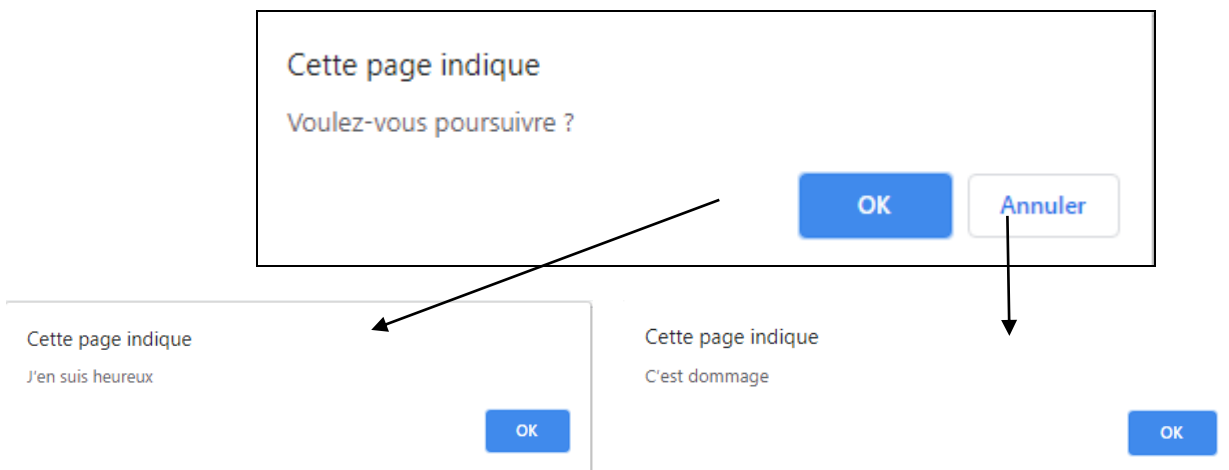 Cette page indique
Voulez-vous poursuivre ?
OK
Annuler
Cette page indique
J'en suis heureux
OK
Cette page indique
C'est dommage
OK